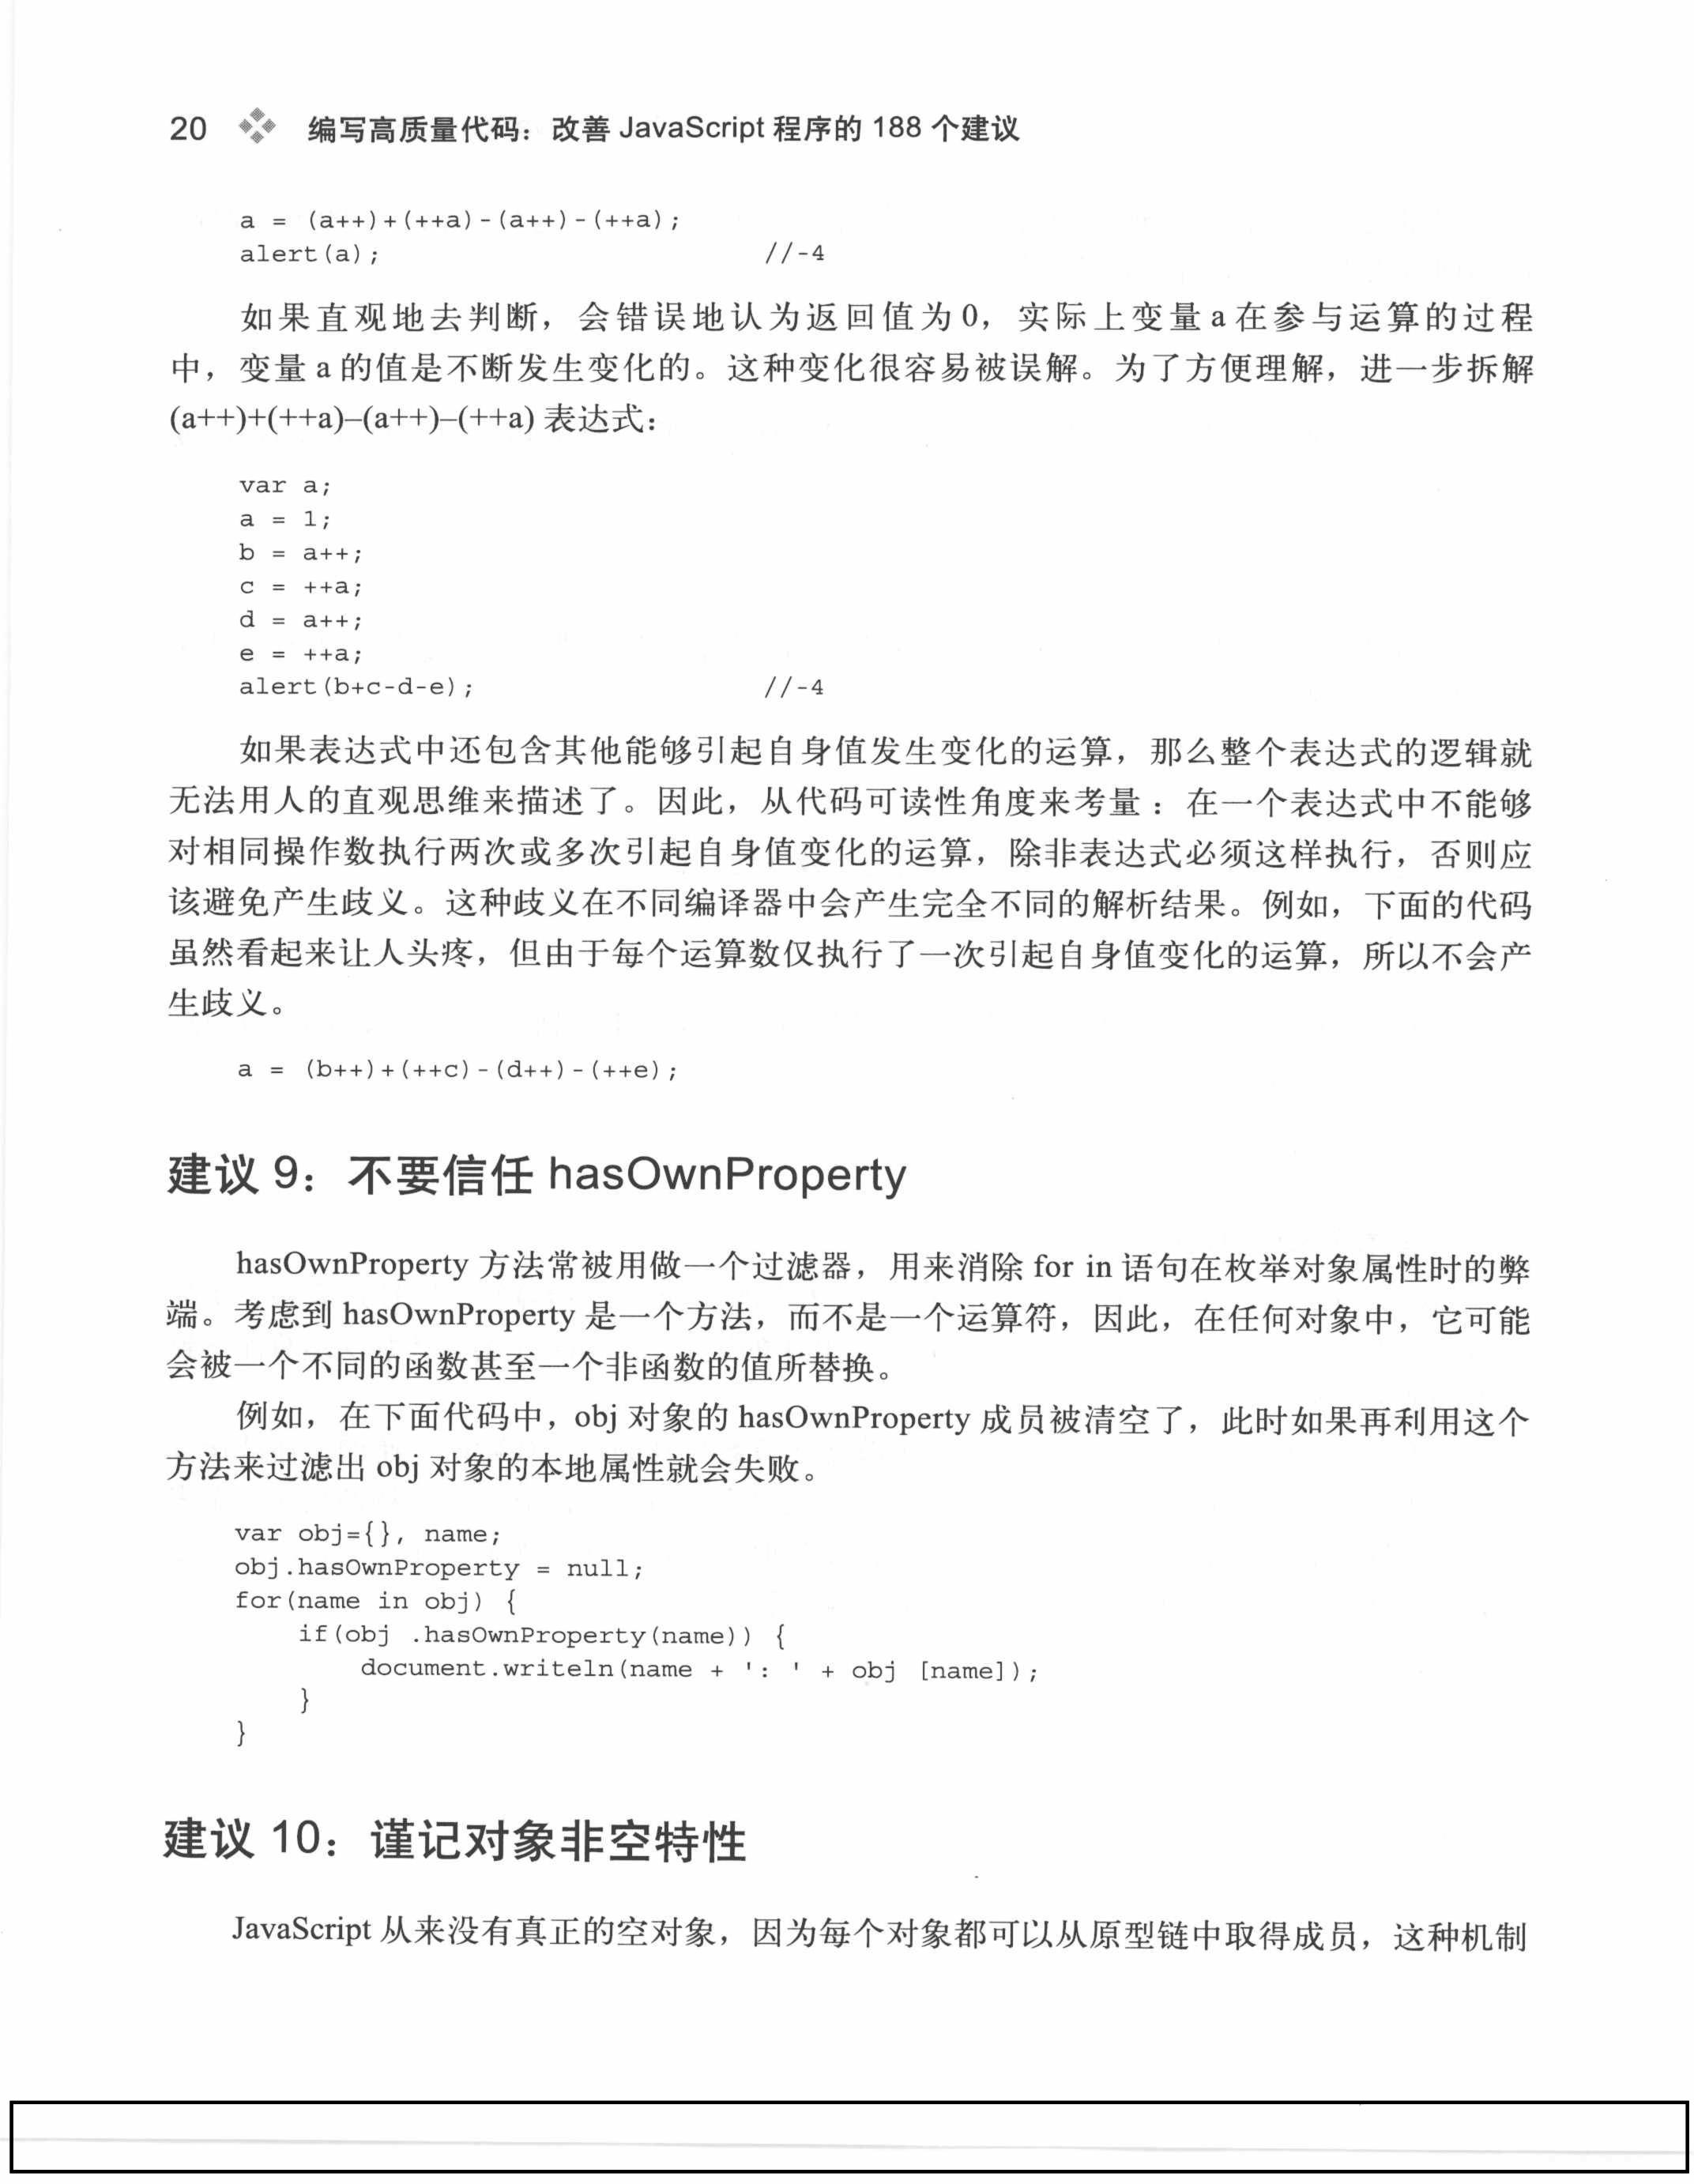 20 编写高质量代码：改善 JavaScript 程序的 188 个建议
a = (a++)+(++a)-(a++)-(++a);
alert(a); //-4
如果直观地去判断，会错误地认为返回值为 0，实际上变量 a 在参与运算的过程
中，变量 a 的值是不断发生变化的。这种变化很容易被误解。为了方便理解，进一步拆解
(a++)+(++a)–(a++)–(++a) 表达式：
var a;
a = 1;
b = a++;
c = ++a;
d = a++;
e = ++a;
alert(b+c-d-e); //-4
如果表达式中还包含其他能够引起自身值发生变化的运算，那么整个表达式的逻辑就
无法用人的直观思维来描述了。因此，从代码可读性角度来考量：在一个表达式中不能够
对相同操作数执行两次或多次引起自身值变化的运算，除非表达式必须这样执行，否则应
该避免产生歧义。这种歧义在不同编译器中会产生完全不同的解析结果。例如，下面的代码
虽然看起来让人头疼，但由于每个运算数仅执行了一次引起自身值变化的运算，所以不会产
生歧义。
a = (b++)+(++c)-(d++)-(++e);
建议 9：不要信任 hasOwnProperty
hasOwnProperty 方法常被用做一个过滤器，用来消除 for in 语句在枚举对象属性时的弊
端。考虑到 hasOwnProperty 是一个方法，而不是一个运算符，因此，在任何对象中，它可能
会被一个不同的函数甚至一个非函数的值所替换。
例如，在下面代码中，obj 对象的 hasOwnProperty 成员被清空了，此时如果再利用这个
方法来过滤出 obj 对象的本地属性就会失败。
var obj={}, name;
obj.hasOwnProperty = null;
for(name in obj) {
if(obj .hasOwnProperty(name)) {
document.writeln(name + ': ' + obj [name]);
}
}
建议 10：谨记对象非空特性
JavaScript 从来没有真正的空对象，因为每个对象都可以从原型链中取得成员，这种机制